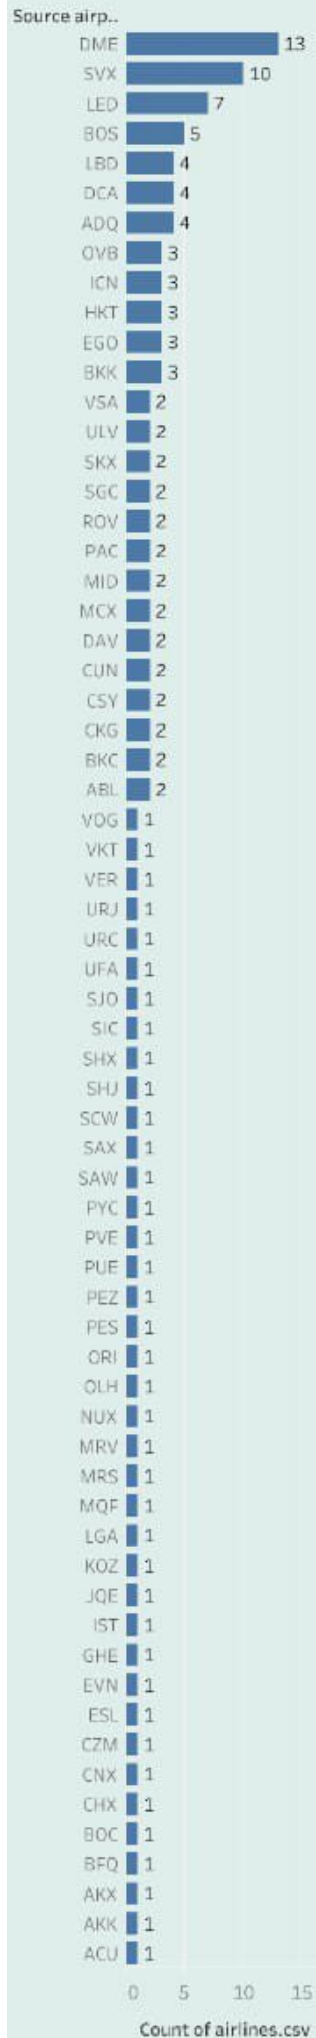 Source airp..
DME 13
SVX 10
LED 7
BOS 5
LBD 4
DCA 4
ADQ 4
OVB 3
ICN 3
HKT 3
EGO 3
BKK 3
VSA 2
ULV 2
SKX 2
SGC 2
ROV 2
PAC 2
MID 2
MCX 2
DAV 2
CUN 2
CSY 2
CKG 2
BKC 2
ABL 2
VOG 1
VKT 1
VER 1
URJ 1
URC 1
UFA 1
SJO 1
SIC 1
SHX 1
SHJ 1
SCW 1
SAX 1
SAW 1
PYC 1
PVE 1
PUE 1
PEZ 1
PES 1
ORI 1
OLH 1
NUX 1
MRV 1
MRS 1
MQF 1
LGA 1
KOZ 1
JQE 1
IST 1
GHE 1
EVN 1
ESL 1
CZM 1
CNX 1
CHX 1
BOC 1
BFQ 1
AKX 1
AKK 1
ACU 1
0 5 10 15
Count of airlines.csv